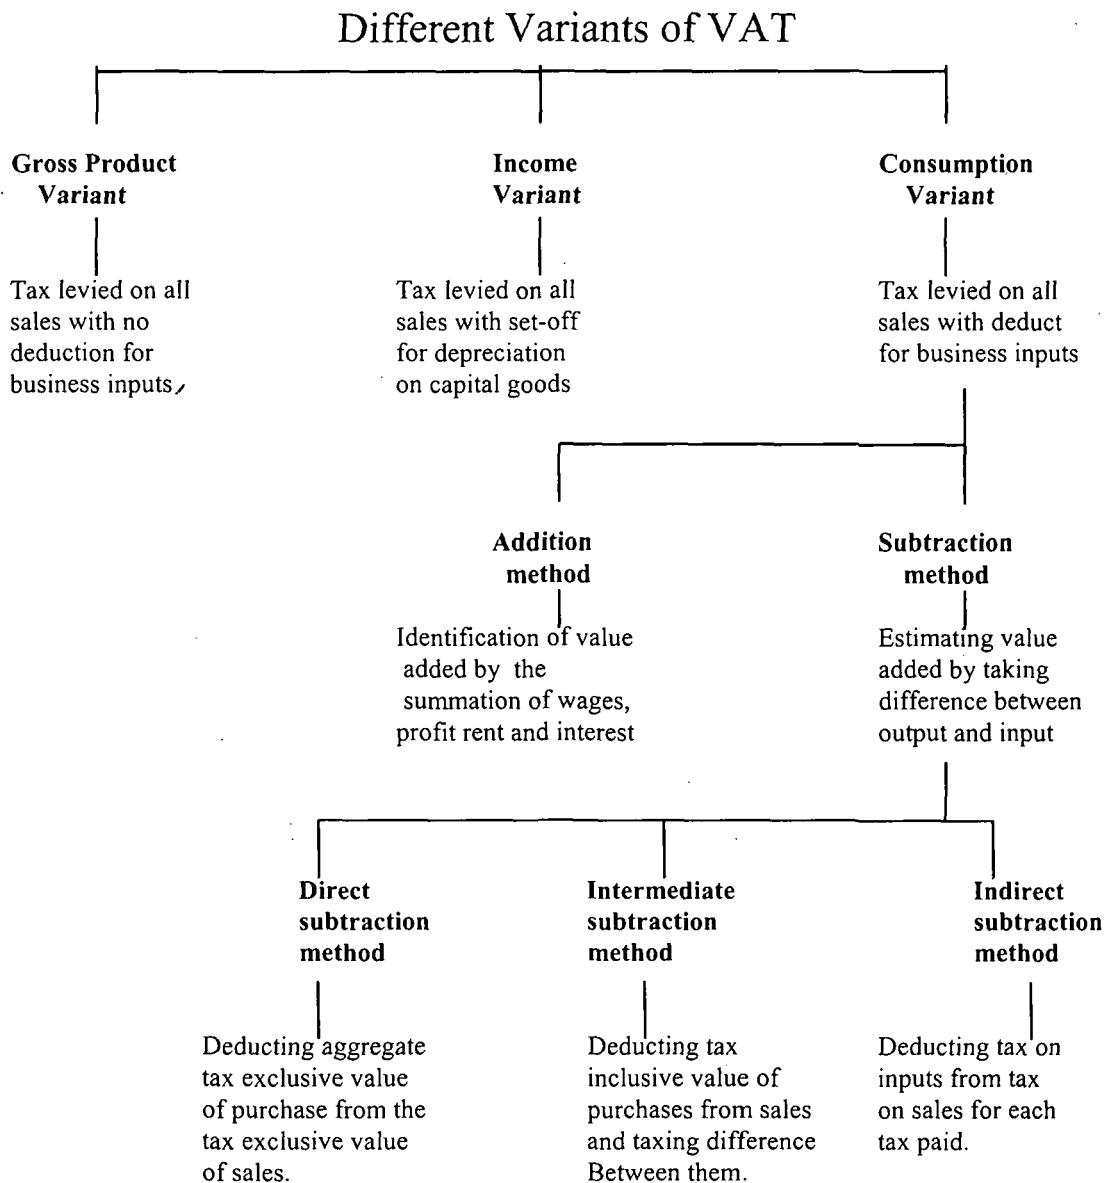 Different Variants of VAT
Gross Product
Variant
Income
Variant
Consumption
Variant
Tax levied on all
sales with no
deduction for
business inputs,
Tax levied on all
sales with set-off
for depreciation
on capital goods
Tax levied on all
sales with deduct
for business inputs
Addition
method
Subtraction
method
Identification of value
added by the
summation of wages,
profit rent and interest
Estimating value
added by taking
difference between
output and input
Direct
subtraction
method
Intermediate
subtraction
method
Indirect
subtraction
method
Deducting aggregate
tax exclusive value
of purchase from the
tax exclusive value
of sales.
Deducting tax
inclusive value of
purchases from sales
and taxing difference
Between them.
Deducting tax on
inputs from tax
on sales for each
tax paid.